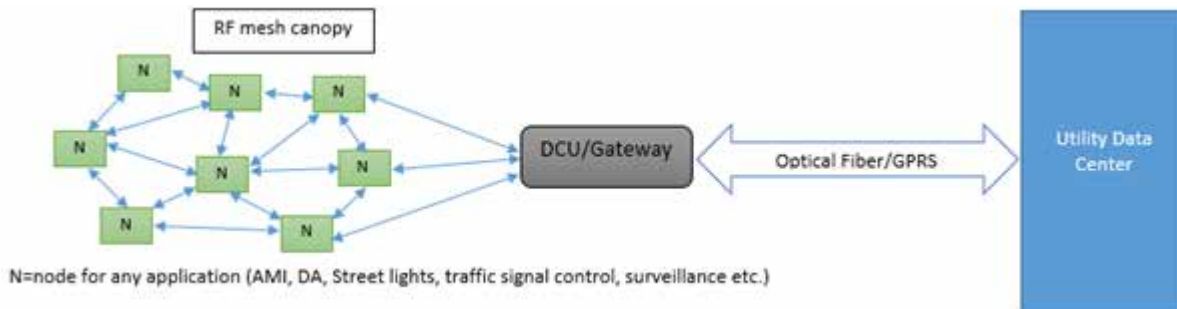 RF mesh canopy
N
N
N
N
N
N
N
N
DCU/Gateway
Optical Fiber/GPRS
Utility Data
Center
N=node for any application (AMI, DA, Street lights, traffic signal control, surveillance etc.)